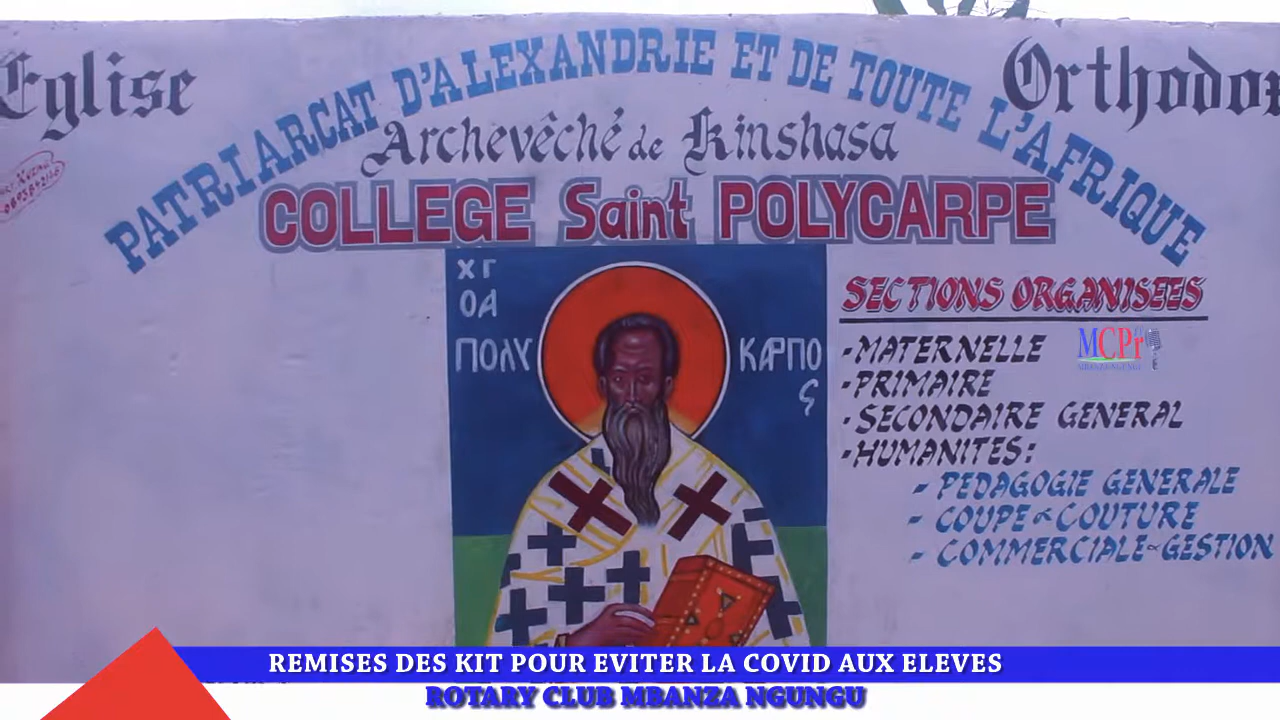 Eglise Orthodox
PATRIARCAT D'ALEXANDRIE ET DE TOUTE L'AFRIQUE
Archevêché de Kinshasa
COLLEGE Saint POLYCARPE
ΧΓ
ΟΑ
ΠΟΛΥ ΚΑΡΠΟ
ς
SECTIONS ORGANISEES
-MATERNELLE
-PRIMAIRE
-SECONDAIRE GENERAL
-HUMANITES:
- PEDAGOGIE GENERALE
- COUPE & COUTURE
- COMMERCIALE & GESTION
MCPr
REMISES DES KIT POUR EVITER LA COVID AUX ELEVES
ROTARY CLUB MBANZA NGUNGU